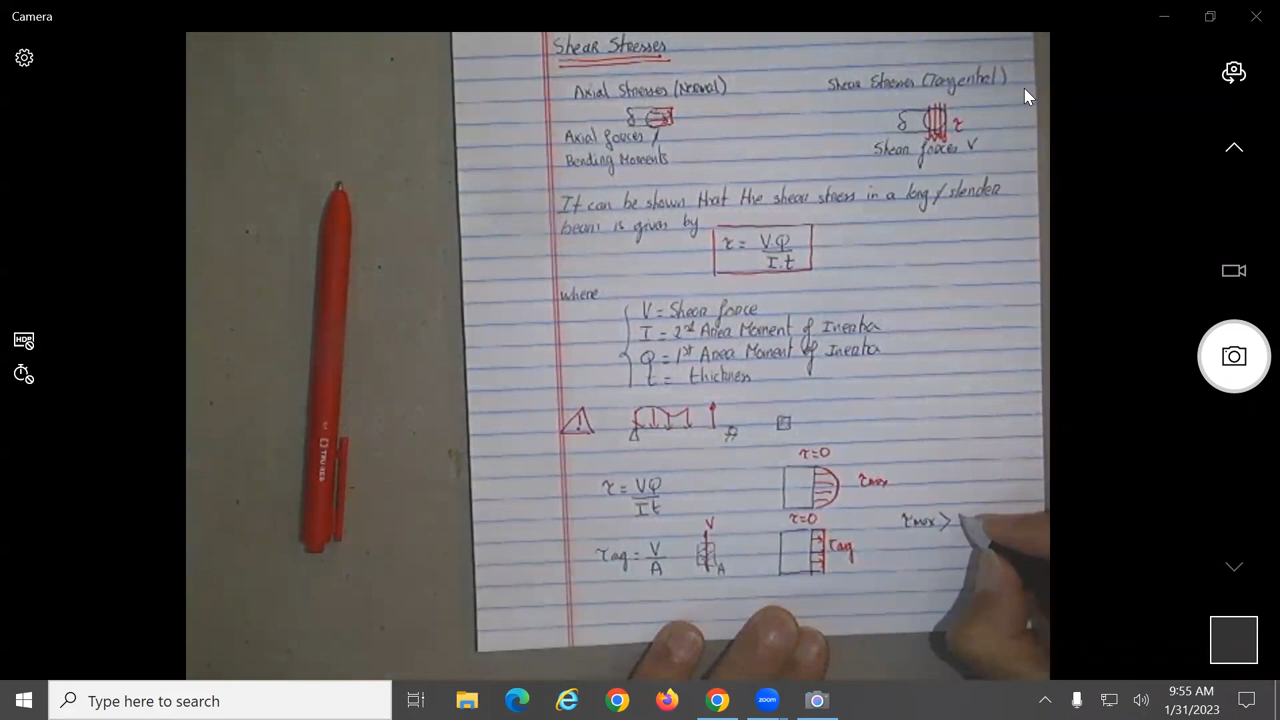 Camera
Shear Stresses
Axial Stresses (Normal)
Shear Stresses (Tangential)
δ
δ
τ
Axial forces /
Bending Moments
Shear forces V
It can be shown that the shear stress in a long / slender
beam is given by
τ = V.Q / I.t
where
V = Shear force
I = 2nd Area Moment of Inertia
Q = 1st Area Moment of Inertia
t = thickness
!
τ=0
τmax
τ = VQ / It
τ=0
τmax >
V
τag = V / A
A
τag
Type here to search
zoom
9:55 AM
1/31/2023